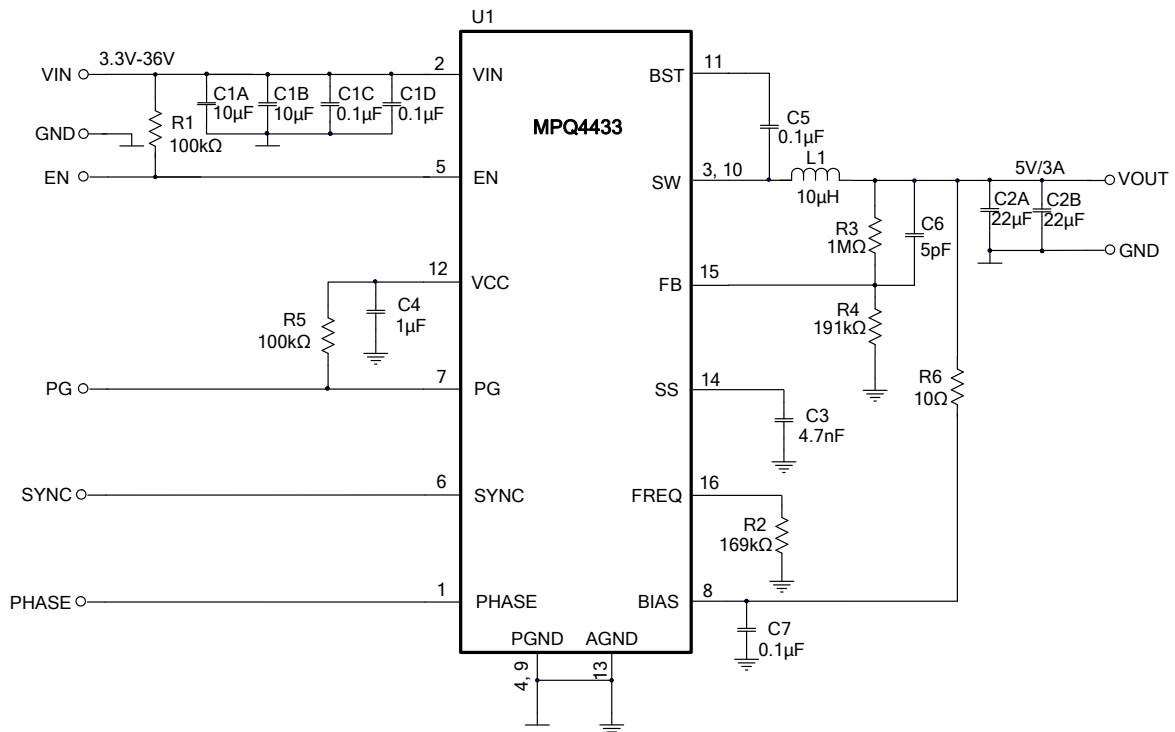 U1
VIN
3.3V-36V
2
VIN
C1A
10µF
C1B
10µF
C1C
0.1µF
C1D
0.1µF
GND
R1
100kΩ
EN
5
EN
MPQ4433
BST
11
C5
0.1µF
L1
10µH
SW
3, 10
5V/3A
VOUT
R3
1MΩ
C6
5pF
C2A
22µF
C2B
22µF
GND
12
VCC
C4
1µF
R5
100kΩ
FB
15
R4
191kΩ
PG
7
PG
SS
14
C3
4.7nF
R6
10Ω
SYNC
6
SYNC
FREQ
16
R2
169kΩ
PHASE
1
PHASE
BIAS
8
C7
0.1µF
PGND
AGND
4, 9
13